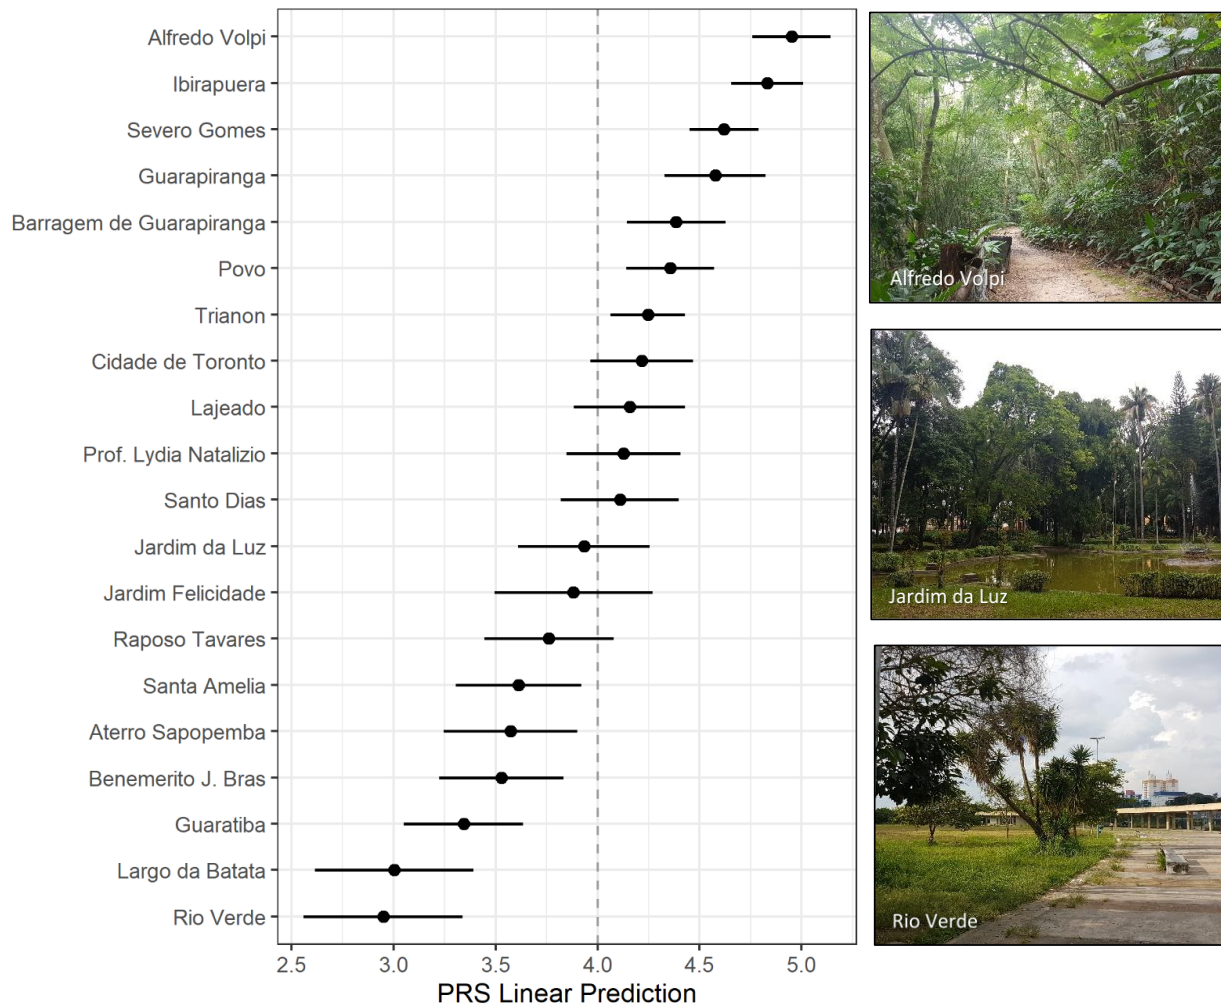 Alfredo Volpi
Ibirapuera
Severo Gomes
Guarapiranga
Barragem de Guarapiranga
Povo
Trianon
Cidade de Toronto
Lajeado
Prof. Lydia Natalizio
Santo Dias
Jardim da Luz
Jardim Felicidade
Raposo Tavares
Santa Amelia
Aterro Sapopemba
Benemerito J. Bras
Guaratiba
Largo da Batata
Rio Verde
2.5 3.0 3.5 4.0 4.5 5.0
PRS Linear Prediction
Alfredo Volpi
Jardim da Luz
Rio Verde